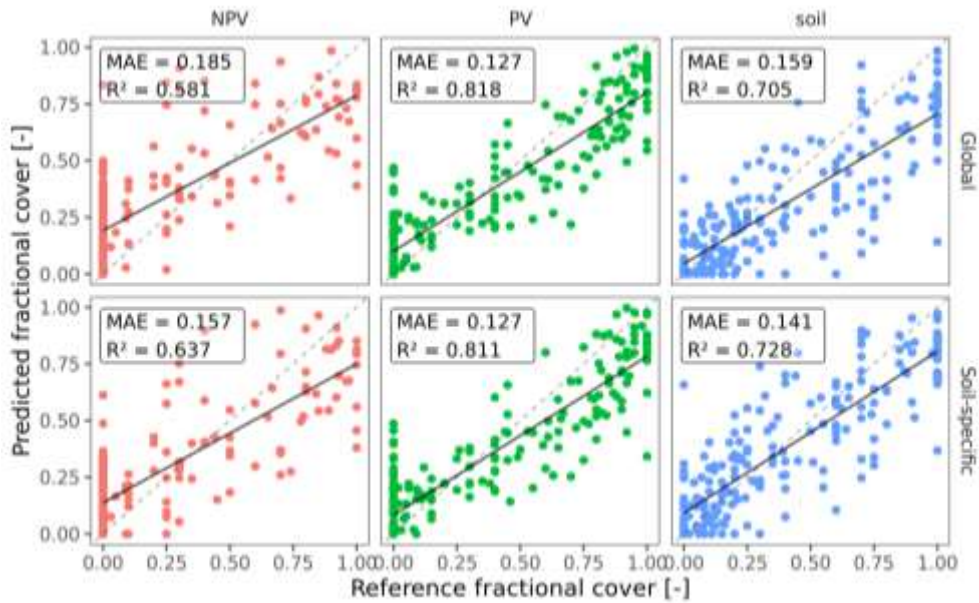 NPV PV soil
1.00
MAE = 0.185 MAE = 0.127 MAE = 0.159
R² = 0.581 R² = 0.818 R² = 0.705
0.75
0.50
0.25
0.00
Global
1.00
MAE = 0.157 MAE = 0.127 MAE = 0.141
R² = 0.637 R² = 0.811 R² = 0.728
0.75
0.50
0.25
0.00
Soil-specific
Predicted fractional cover [-]
0.00 0.25 0.50 0.75 1.00 0.00 0.25 0.50 0.75 1.00 0.00 0.25 0.50 0.75 1.00
Reference fractional cover [-]